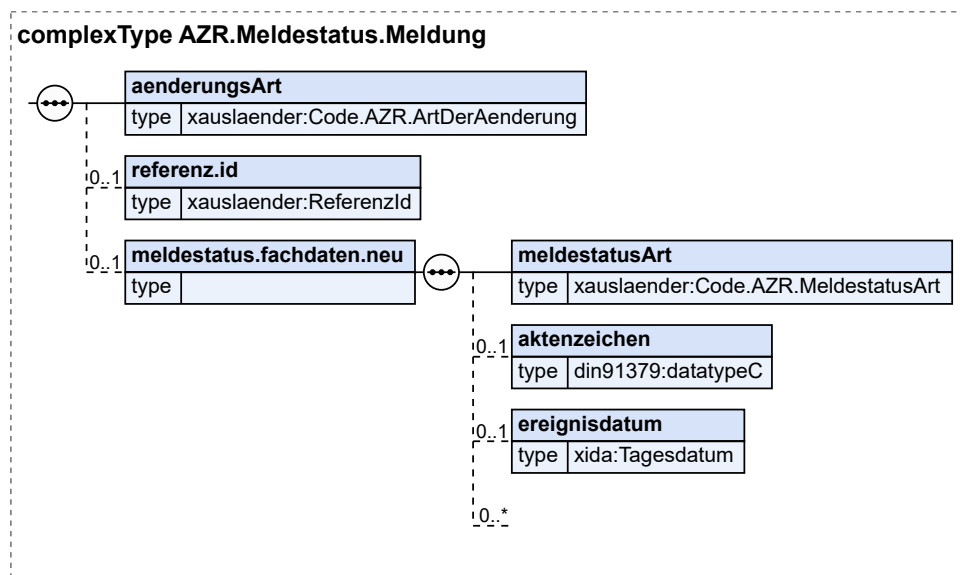 complexType AZR.Meldestatus.Meldung
aenderungsArt
type xauslaender:Code.AZR.ArtDerAenderung
0..1 referenz.id
type xauslaender:ReferenzId
0..1 meldestatus.fachdaten.neu
type
meldestatusArt
type xauslaender:Code.AZR.MeldestatusArt
0..1 aktenzeichen
type din91379:datatypeC
0..1 ereignisdatum
type xida:Tagesdatum
0..*